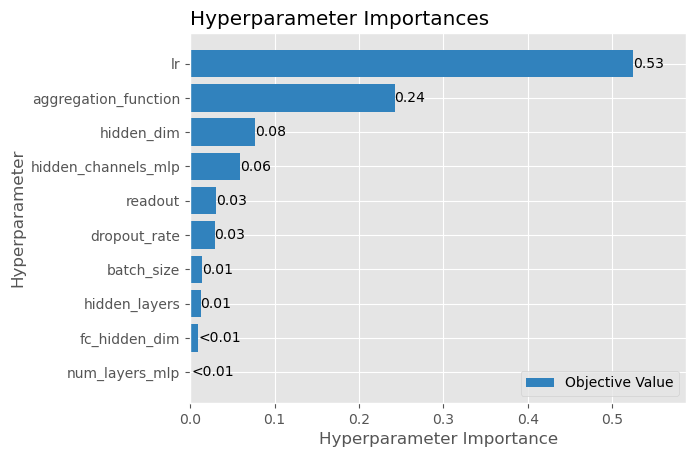 Hyperparameter Importances
Hyperparameter
lr
0.53
aggregation_function
0.24
hidden_dim
0.08
hidden_channels_mlp
0.06
readout
0.03
dropout_rate
0.03
batch_size
0.01
hidden_layers
0.01
fc_hidden_dim
<0.01
num_layers_mlp
<0.01
Objective Value
0.0 0.1 0.2 0.3 0.4 0.5
Hyperparameter Importance